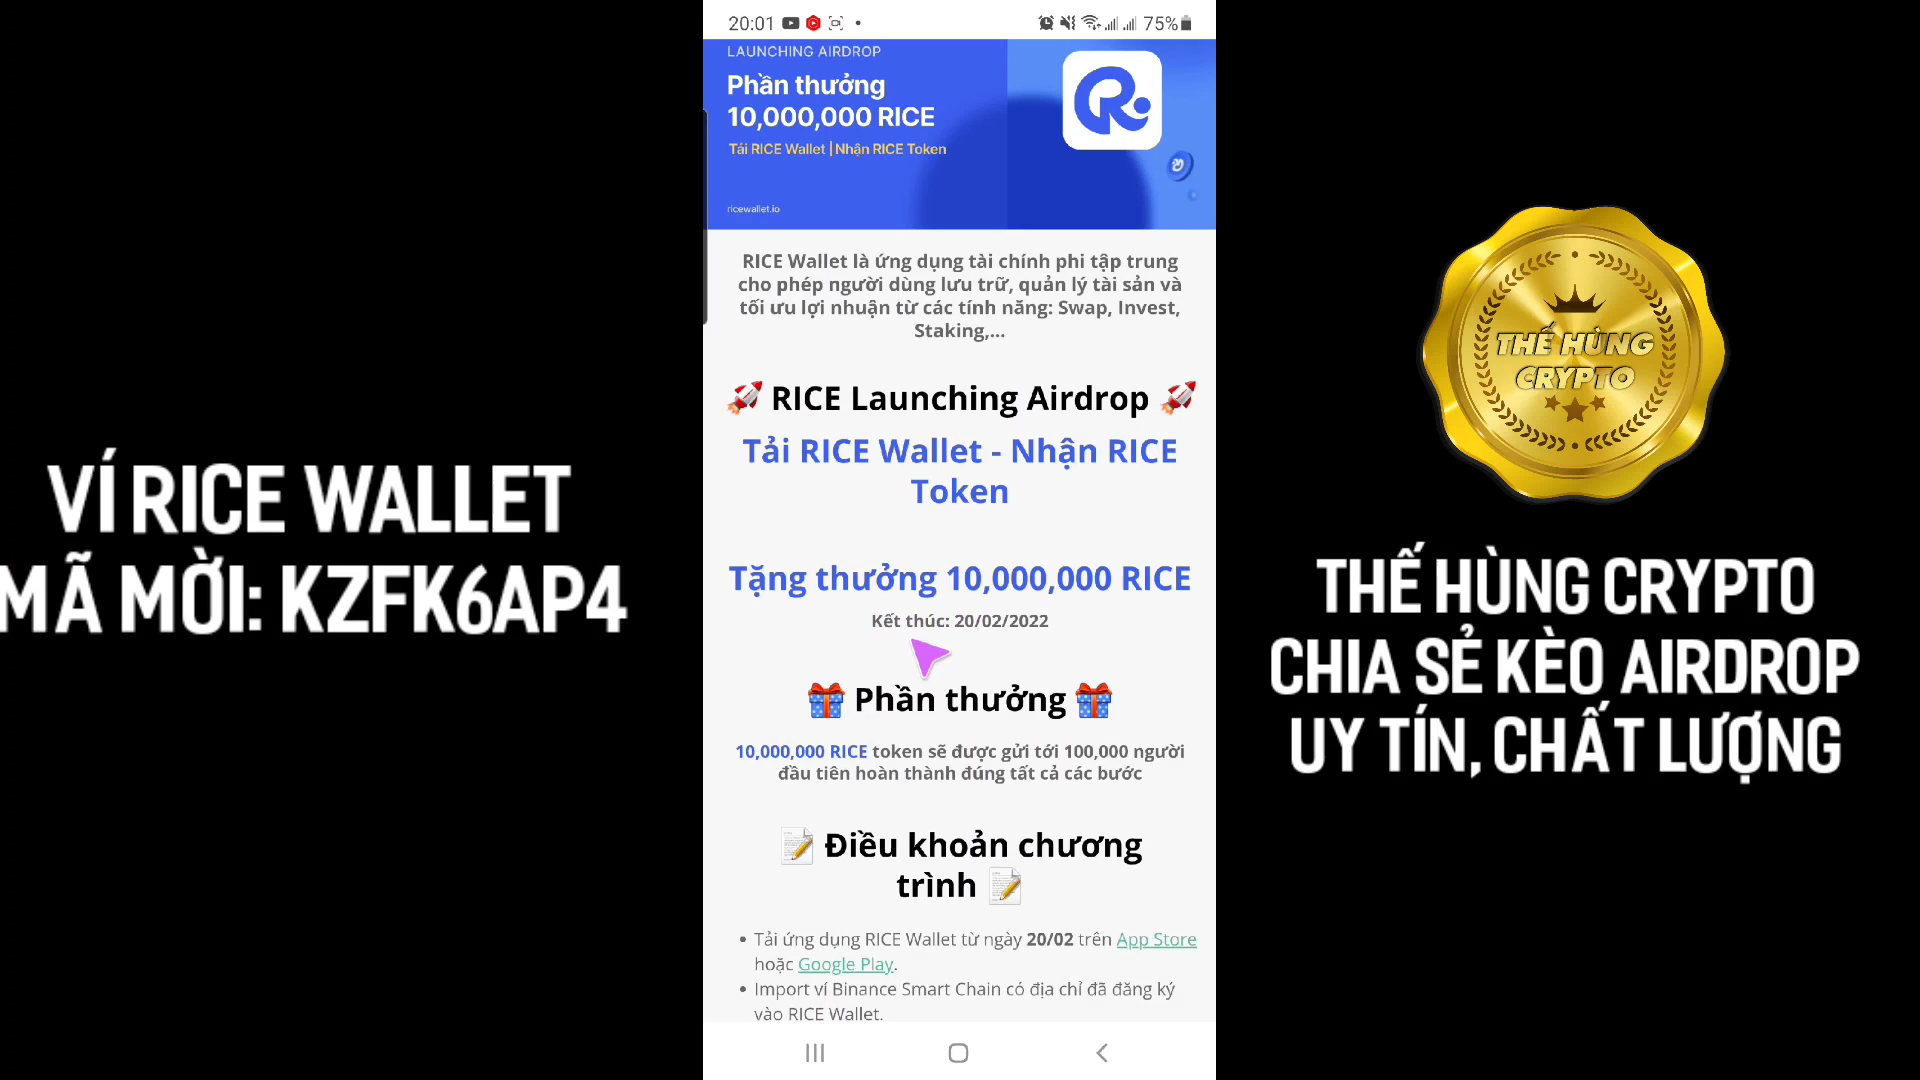 VÍ RICE WALLET
MÃ MỜI: KZFK6AP4
20:01
75%
LAUNCHING AIRDROP
Phần thưởng
10,000,000 RICE
Tải RICE Wallet | Nhận RICE Token
ricewallet.io
RICE Wallet là ứng dụng tài chính phi tập trung
cho phép người dùng lưu trữ, quản lý tài sản và
tối ưu lợi nhuận từ các tính năng: Swap, Invest,
Staking,...
🚀 RICE Launching Airdrop 🚀
Tải RICE Wallet - Nhận RICE
Token
Tặng thưởng 10,000,000 RICE
Kết thúc: 20/02/2022
🎁 Phần thưởng 🎁
10,000,000 RICE token sẽ được gửi tới 100,000 người
đầu tiên hoàn thành đúng tất cả các bước
📝 Điều khoản chương
trình 📝
• Tải ứng dụng RICE Wallet từ ngày 20/02 trên App Store
hoặc Google Play.
• Import ví Binance Smart Chain có địa chỉ đã đăng ký
vào RICE Wallet.
THẾ HÙNG
CRYPTO
THẾ HÙNG CRYPTO
CHIA SẺ KÈO AIRDROP
UY TÍN, CHẤT LƯỢNG